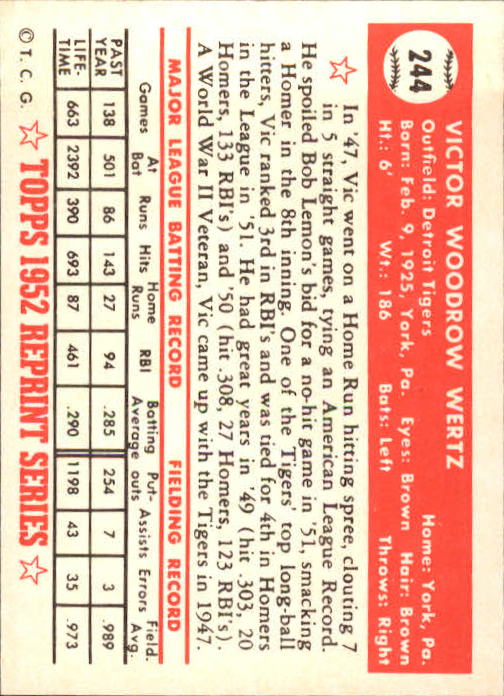 244
VICTOR WOODROW WERTZ
Outfield: Detroit Tigers Home: York, Pa.
Born: Feb. 9, 1925, York, Pa. Eyes: Brown Hair: Brown
Ht.: 6' Wt.: 186 Bats: Left Throws: Right
In '47, Vic went on a Home Run hitting spree, clouting 7
in 5 straight games, tying an American League Record.
He spoiled Bob Lemon's bid for a no-hit game in '51, smacking
a Homer in the 8th inning. One of the Tigers' top long-ball
hitters, Vic ranked 3rd in RBI's and was tied for 4th in Homers
in the League in '51. He had great years in '49 (hit .303, 20
Homers, 133 RBI's) and '50 (hit .308, 27 Homers, 123 RBI's).
A World War II Veteran, Vic came up with the Tigers in 1947.
MAJOR LEAGUE BATTING RECORD FIELDING RECORD
Games At Bat Runs Hits Home Runs RBI Batting Average Put-outs Assists Errors Field. Avg.
PAST YEAR 138 501 86 143 27 94 .285 254 7 3 .989
LIFE-TIME 663 2392 390 693 87 461 .290 1198 43 35 .973
© T. C. G. TOPPS 1952 REPRINT SERIES